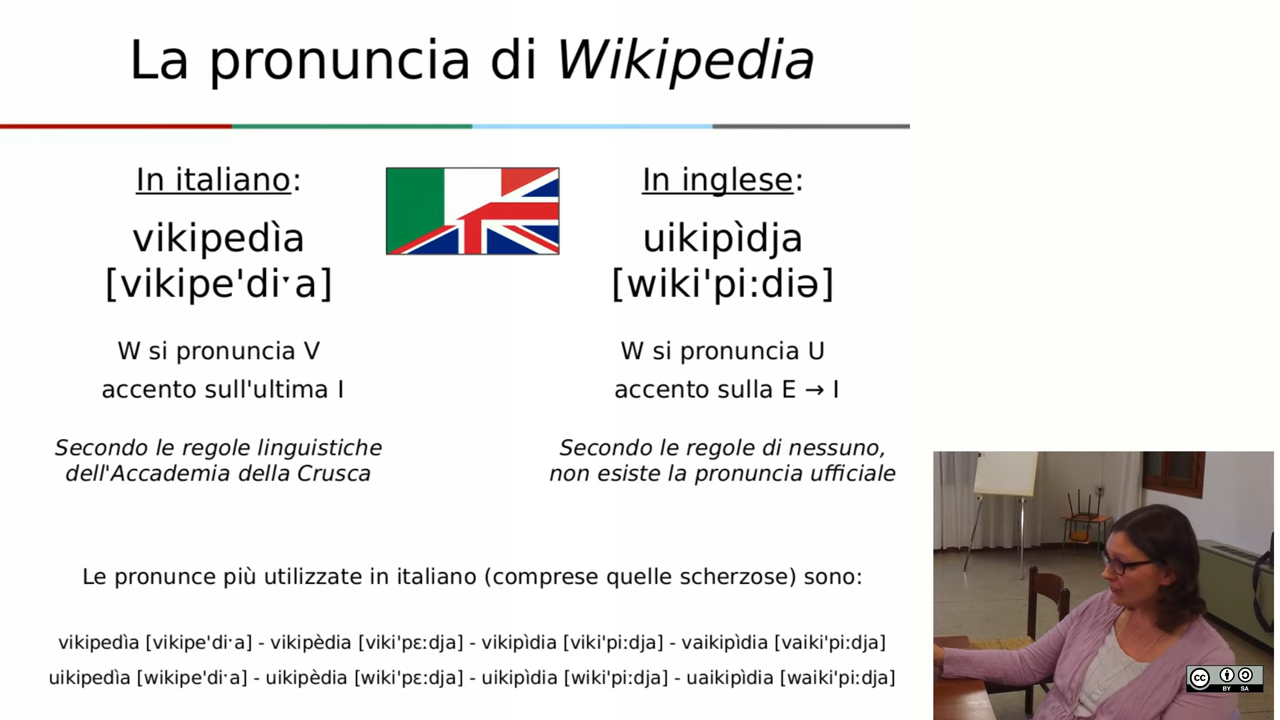 La pronuncia di Wikipedia
In italiano:
vikipedìa
[vikipe'diˑa]
W si pronuncia V
accento sull'ultima I
Secondo le regole linguistiche
dell'Accademia della Crusca
In inglese:
uikipìdja
[wiki'pi:diə]
W si pronuncia U
accento sulla E → I
Secondo le regole di nessuno,
non esiste la pronuncia ufficiale
Le pronunce più utilizzate in italiano (comprese quelle scherzose) sono:
vikipedìa [vikipe'diˑa] - vikipèdia [viki'pɛ:dja] - vikipìdia [viki'pi:dja] - vaikipìdia [vaiki'pi:dja]
uikipedìa [wikipe'diˑa] - uikipèdia [wiki'pɛ:dja] - uikipìdia [wiki'pi:dja] - uaikipìdia [waiki'pi:dja]
cc
BY SA